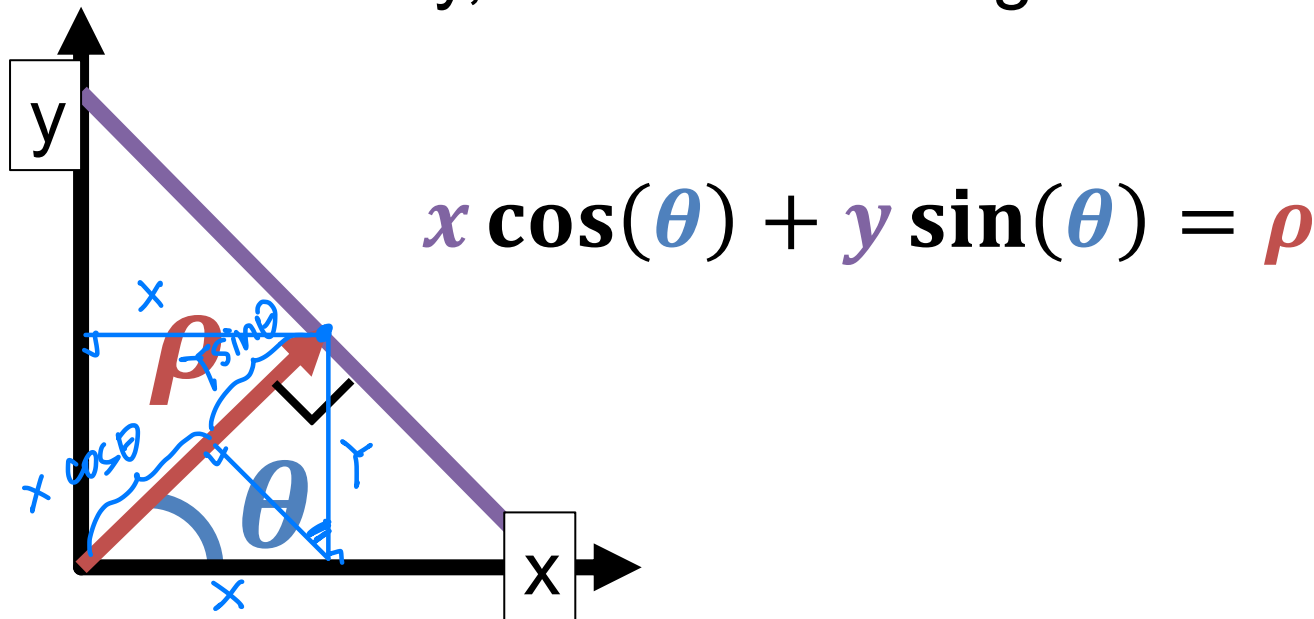 y
x cos(θ) + y sin(θ) = ρ
x
ρ
Ysinθ
x cosθ
Y
θ
x
x